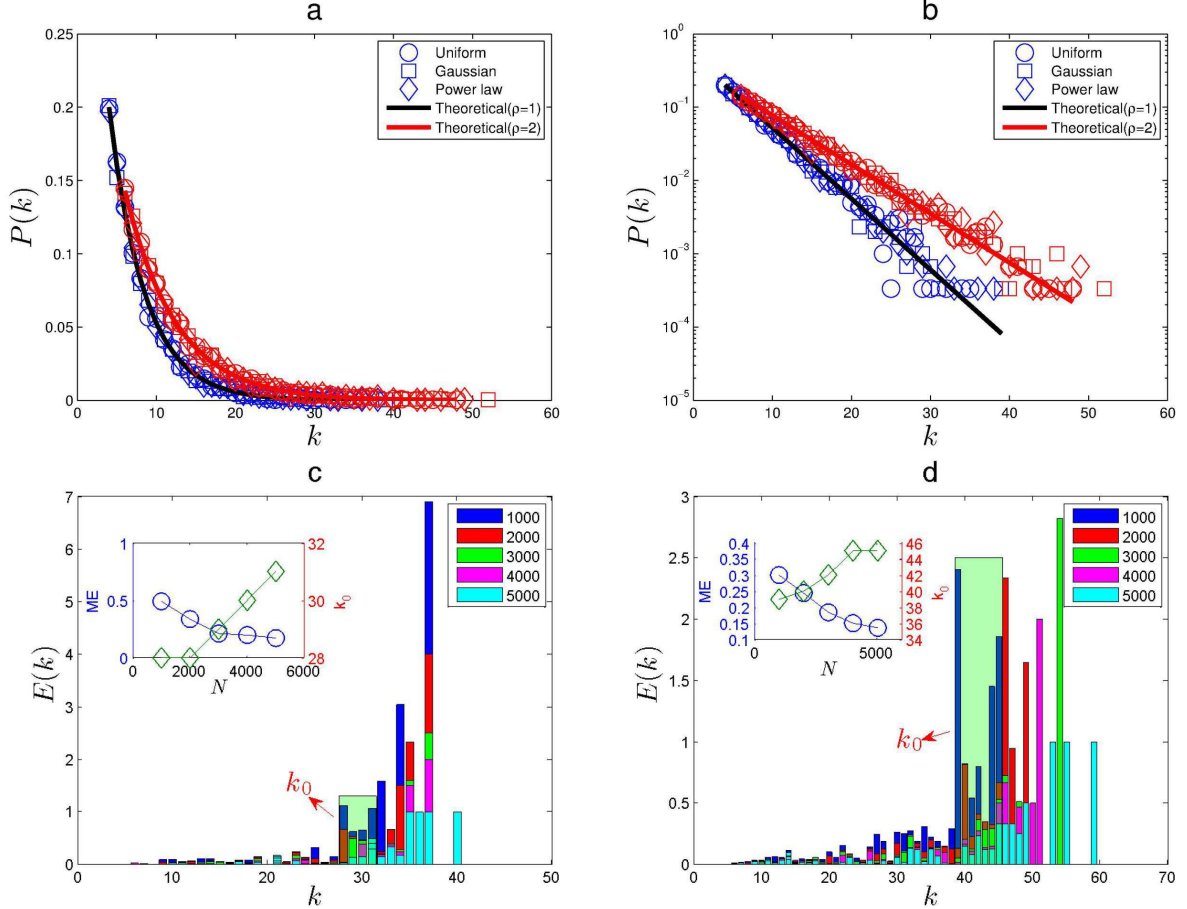 a
0.25
0.2
0.15
0.1
0.05
0
0 10 20 30 40 50 60
P(k)
k
Uniform
Gaussian
Power law
Theoretical(ρ=1)
Theoretical(ρ=2)
b
10^0
10^-1
10^-2
10^-3
10^-4
10^-5
0 10 20 30 40 50 60
P(k)
k
Uniform
Gaussian
Power law
Theoretical(ρ=1)
Theoretical(ρ=2)
c
7
6
5
4
3
2
1
0
0 10 20 30 40 50
E(k)
k
1000
2000
3000
4000
5000
1
0.5
0
ME
32
30
28
k_0
0 2000 4000 6000
N
k_0
d
3
2.5
2
1.5
1
0.5
0
0 10 20 30 40 50 60 70
E(k)
k
1000
2000
3000
4000
5000
0.4
0.35
0.3
0.25
0.2
0.15
0.1
ME
46
44
42
40
38
36
34
k_0
0 5000
N
k_0